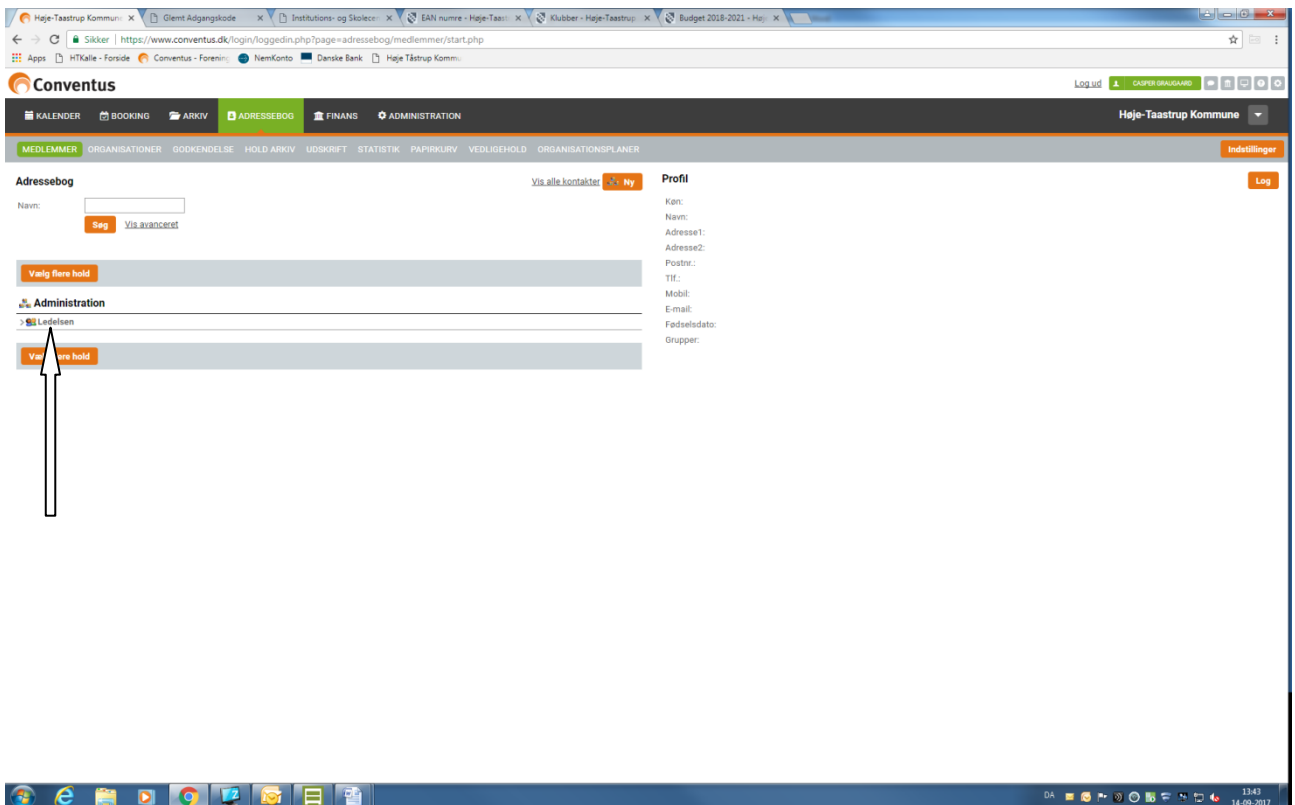 Høje-Taastrup Kommune
Glemt Adgangskode
Institutions- og Skolecen
EAN numre - Høje-Taas
Klubber - Høje-Taastrup
Budget 2018-2021 - Høj
Sikker | https://www.conventus.dk/login/loggedin.php?page=adressebog/medlemmer/start.php
Apps HTKalle - Forside Conventus - Forening NemKonto Danske Bank Høje Tåstrup Kommu
Conventus
Log ud CASPER GRAUGAARD
KALENDER BOOKING ARKIV ADRESSEBOG FINANS ADMINISTRATION
Høje-Taastrup Kommune
MEDLEMMER ORGANISATIONER GODKENDELSE HOLD ARKIV UDSKRIFT STATISTIK PAPIRKURV VEDLIGEHOLD ORGANISATIONSPLANER
Indstillinger
Adressebog
Vis alle kontakter Ny
Navn:
Søg Vis avanceret
Vælg flere hold
Administration
Ledelsen
Væ ere hold
Profil
Log
Køn:
Navn:
Adresse1:
Adresse2:
Postnr.:
Tlf.:
Mobil:
E-mail:
Fødselsdato:
Grupper:
DA
13:43
14-09-2017